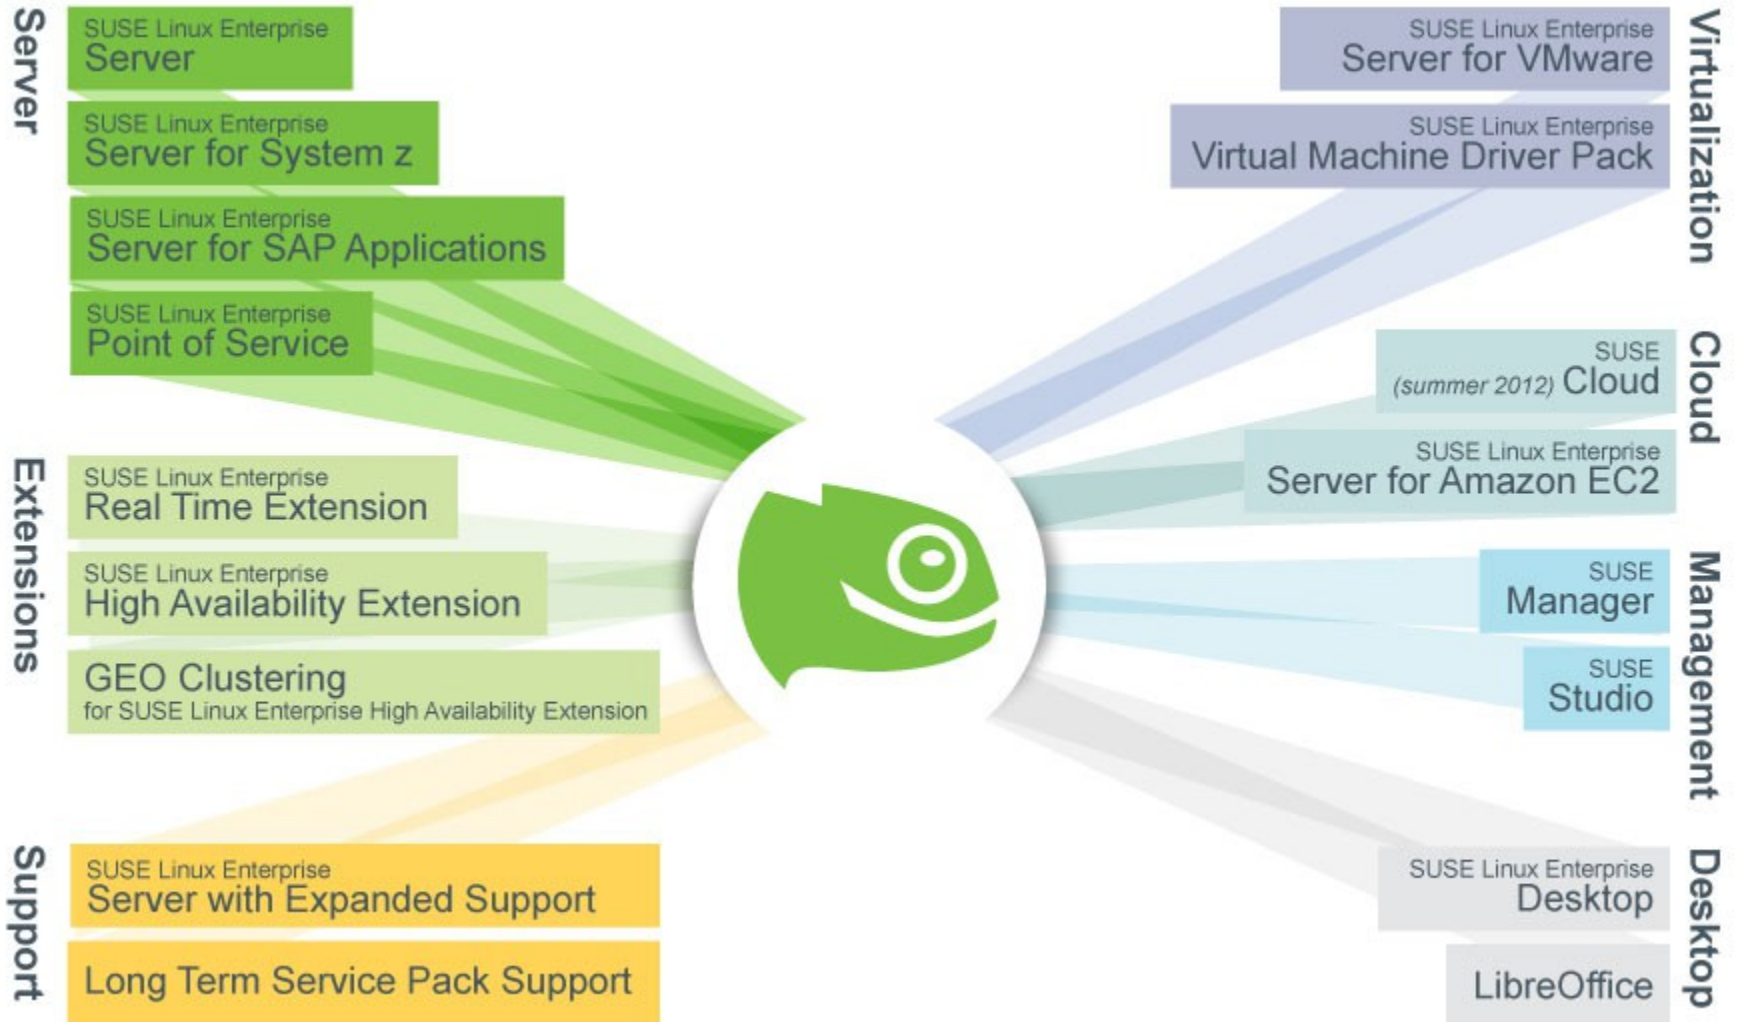 Server
SUSE Linux Enterprise
Server
SUSE Linux Enterprise
Server for System z
SUSE Linux Enterprise
Server for SAP Applications
SUSE Linux Enterprise
Point of Service
Extensions
SUSE Linux Enterprise
Real Time Extension
SUSE Linux Enterprise
High Availability Extension
GEO Clustering
for SUSE Linux Enterprise High Availability Extension
Support
SUSE Linux Enterprise
Server with Expanded Support
Long Term Service Pack Support
Virtualization
SUSE Linux Enterprise
Server for VMware
SUSE Linux Enterprise
Virtual Machine Driver Pack
Cloud
SUSE
(summer 2012) Cloud
SUSE Linux Enterprise
Server for Amazon EC2
Management
SUSE
Manager
SUSE
Studio
Desktop
SUSE Linux Enterprise
Desktop
LibreOffice